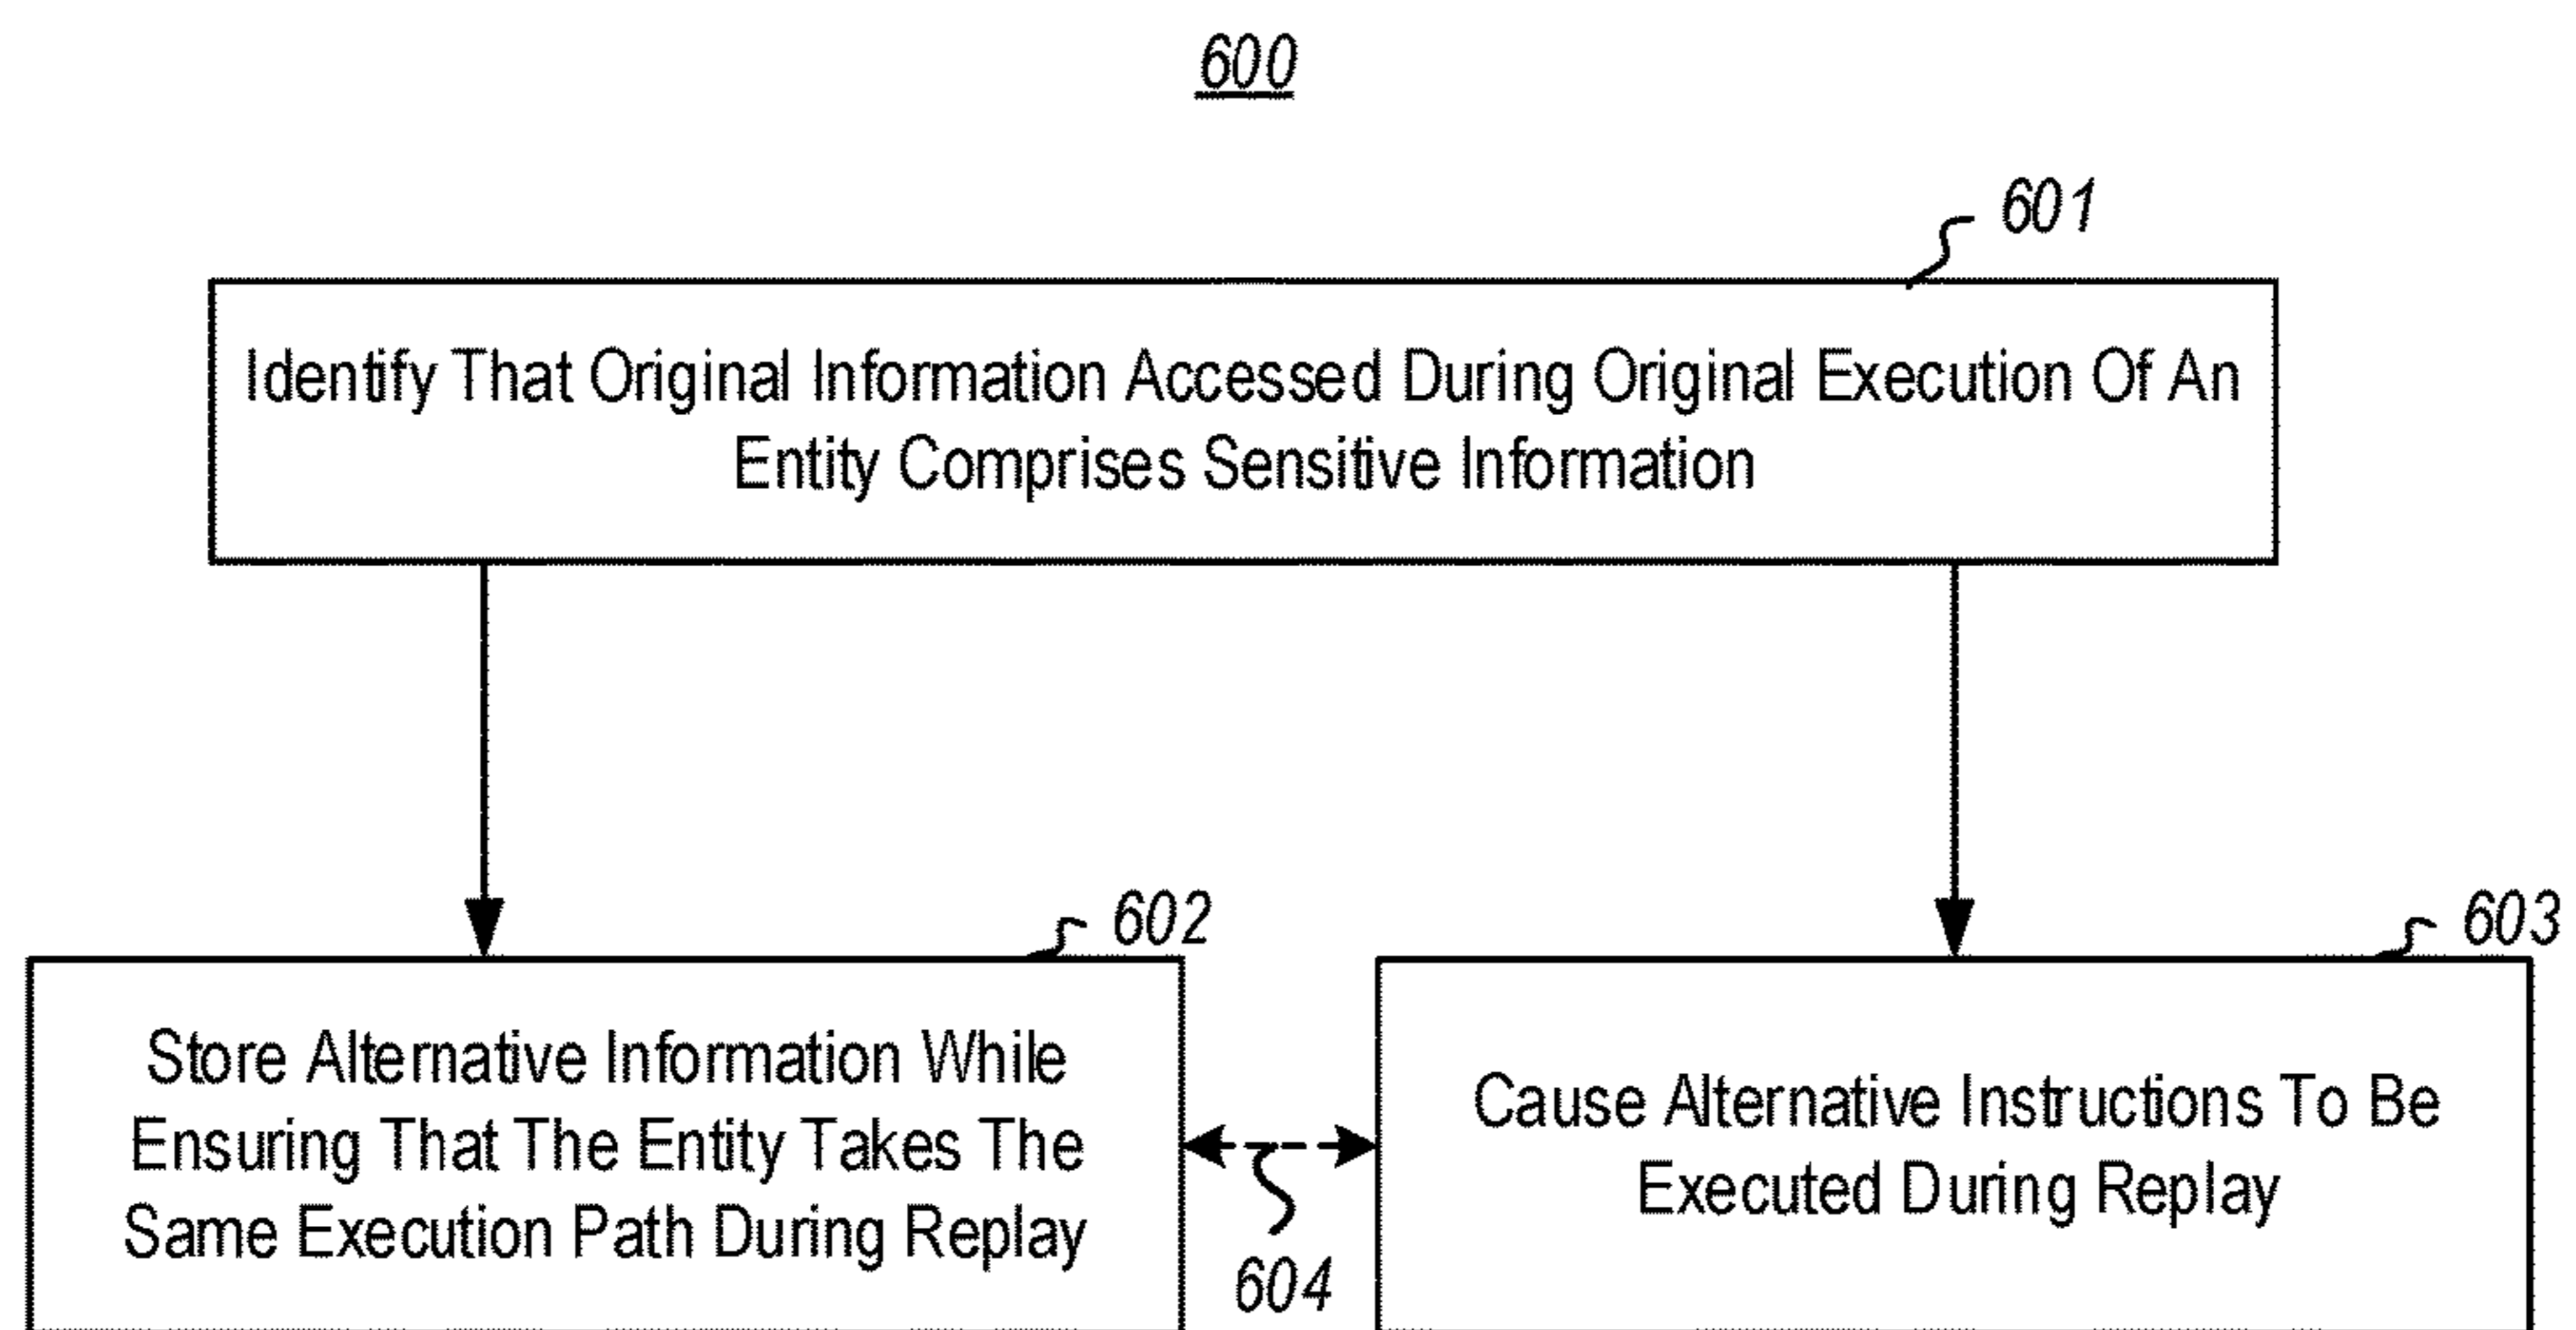 600
601
Identify That Original Information Accessed During Original Execution Of An
Entity Comprises Sensitive Information
602
603
Store Alternative Information While
Ensuring That The Entity Takes The
Same Execution Path During Replay
Cause Alternative Instructions To Be
Executed During Replay
604